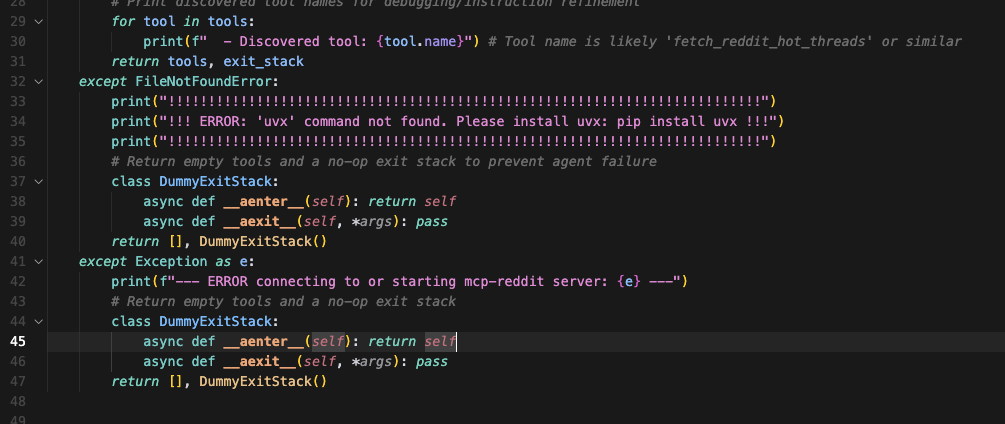 28 # Print discovered tool names for debugging/instruction refinement
29 for tool in tools:
30 print(f"  - Discovered tool: {tool.name}") # Tool name is likely 'fetch_reddit_hot_threads' or similar
31 return tools, exit_stack
32 except FileNotFoundError:
33 print("!!!!!!!!!!!!!!!!!!!!!!!!!!!!!!!!!!!!!!!!!!!!!!!!!!!!!!!!!!!!!!!!!!!!!!!!!!")
34 print("!!! ERROR: 'uvx' command not found. Please install uvx: pip install uvx !!!")
35 print("!!!!!!!!!!!!!!!!!!!!!!!!!!!!!!!!!!!!!!!!!!!!!!!!!!!!!!!!!!!!!!!!!!!!!!!!!!")
36 # Return empty tools and a no-op exit stack to prevent agent failure
37 class DummyExitStack:
38 async def __aenter__(self): return self
39 async def __aexit__(self, *args): pass
40 return [], DummyExitStack()
41 except Exception as e:
42 print(f"--- ERROR connecting to or starting mcp-reddit server: {e} ---")
43 # Return empty tools and a no-op exit stack
44 class DummyExitStack:
45 async def __aenter__(self): return self
46 async def __aexit__(self, *args): pass
47 return [], DummyExitStack()
48
49